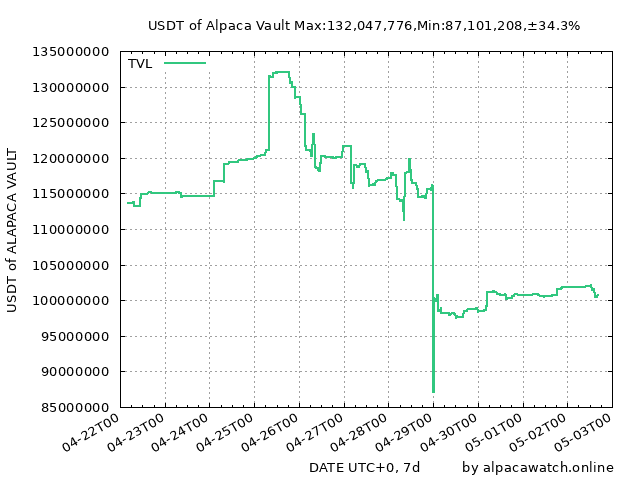 USDT of Alpaca Vault Max:132,047,776,Min:87,101,208,±34.3%
TVL
135000000
130000000
125000000
120000000
115000000
110000000
105000000
100000000
95000000
90000000
85000000
USDT of ALAPACA VAULT
04-22T00
04-23T00
04-24T00
04-25T00
04-26T00
04-27T00
04-28T00
04-29T00
04-30T00
05-01T00
05-02T00
05-03T00
DATE UTC+0, 7d
by alpacawatch.online